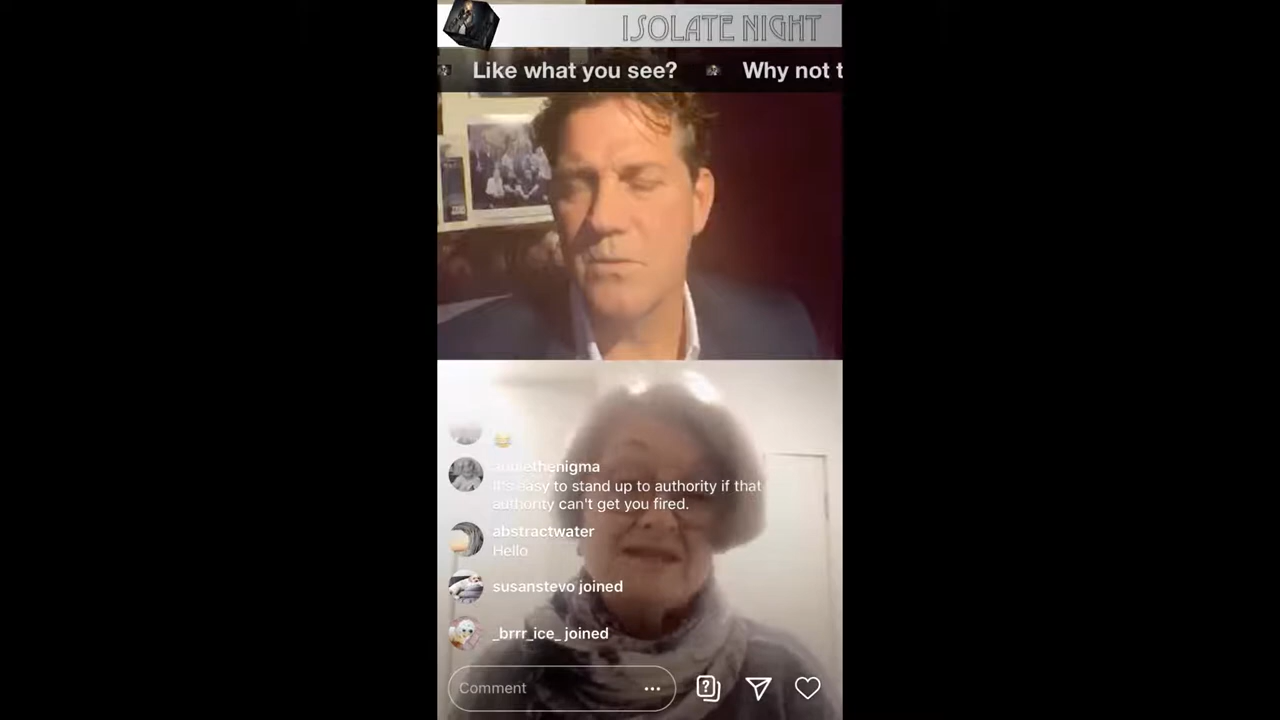 ISOLATE NIGHT
Like what you see? Why not t
It's easy to stand up to authority if that
authority can't get you fired.
abstractwater
Hello
susanstevo joined
_brrr_ice_ joined
Comment